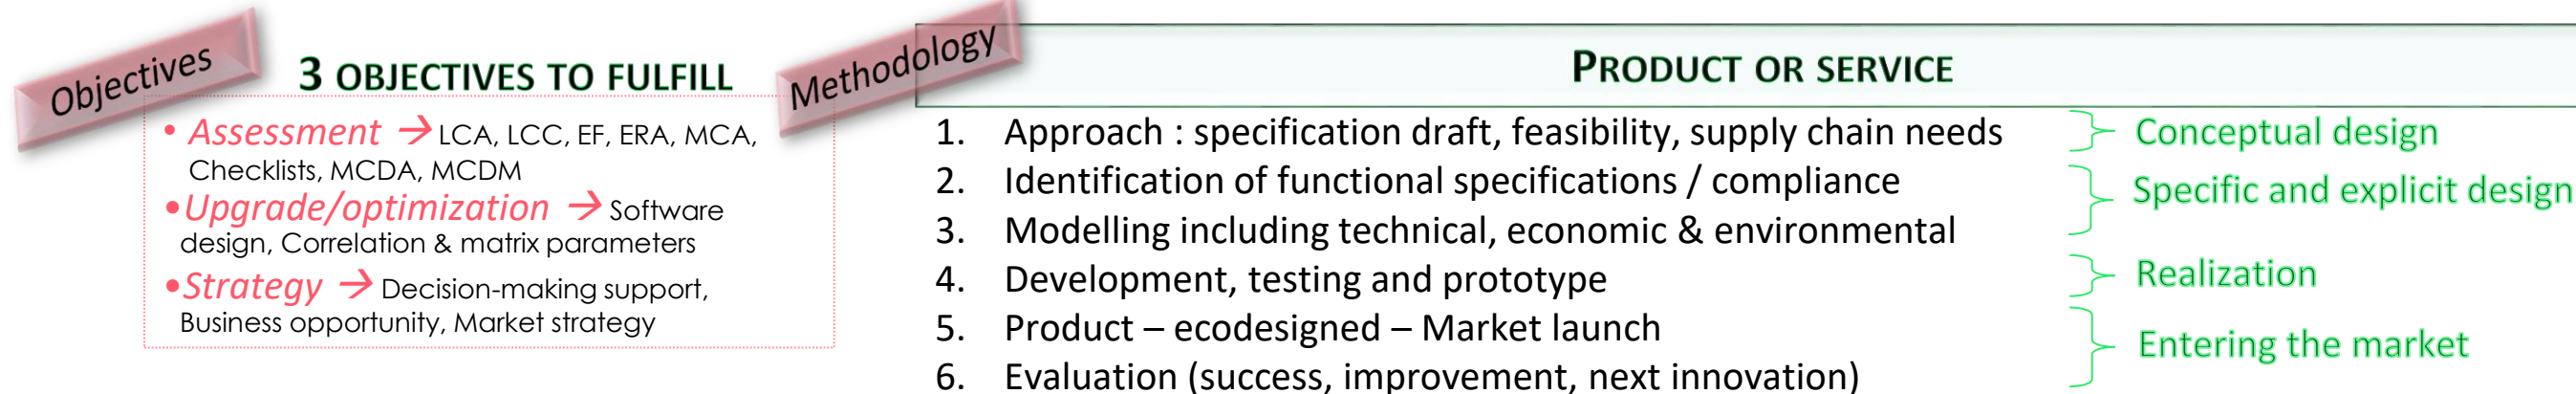 Objectives
3 OBJECTIVES TO FULFILL
• Assessment → LCA, LCC, EF, ERA, MCA,
Checklists, MCDA, MCDM
•Upgrade/optimization → Software
design, Correlation & matrix parameters
•Strategy → Decision-making support,
Business opportunity, Market strategy
Methodology
PRODUCT OR SERVICE
1. Approach : specification draft, feasibility, supply chain needs
2. Identification of functional specifications / compliance
3. Modelling including technical, economic & environmental
4. Development, testing and prototype
5. Product – ecodesigned – Market launch
6. Evaluation (success, improvement, next innovation)
Conceptual design
Specific and explicit design
Realization
Entering the market